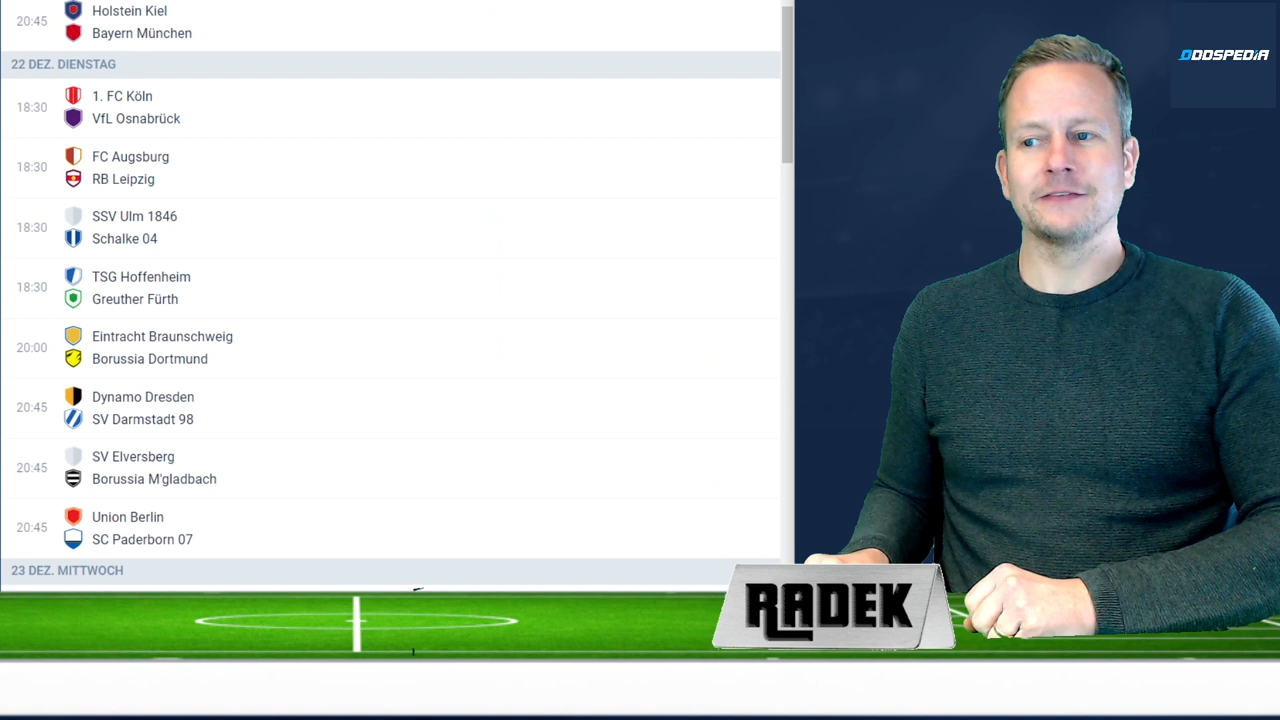 20:45
Holstein Kiel
Bayern München
22 DEZ. DIENSTAG
18:30
1. FC Köln
VfL Osnabrück
18:30
FC Augsburg
RB Leipzig
18:30
SSV Ulm 1846
Schalke 04
18:30
TSG Hoffenheim
Greuther Fürth
20:00
Eintracht Braunschweig
Borussia Dortmund
20:45
Dynamo Dresden
SV Darmstadt 98
20:45
SV Elversberg
Borussia M'gladbach
20:45
Union Berlin
SC Paderborn 07
23 DEZ. MITTWOCH
ODDSPEDIA
RADEK